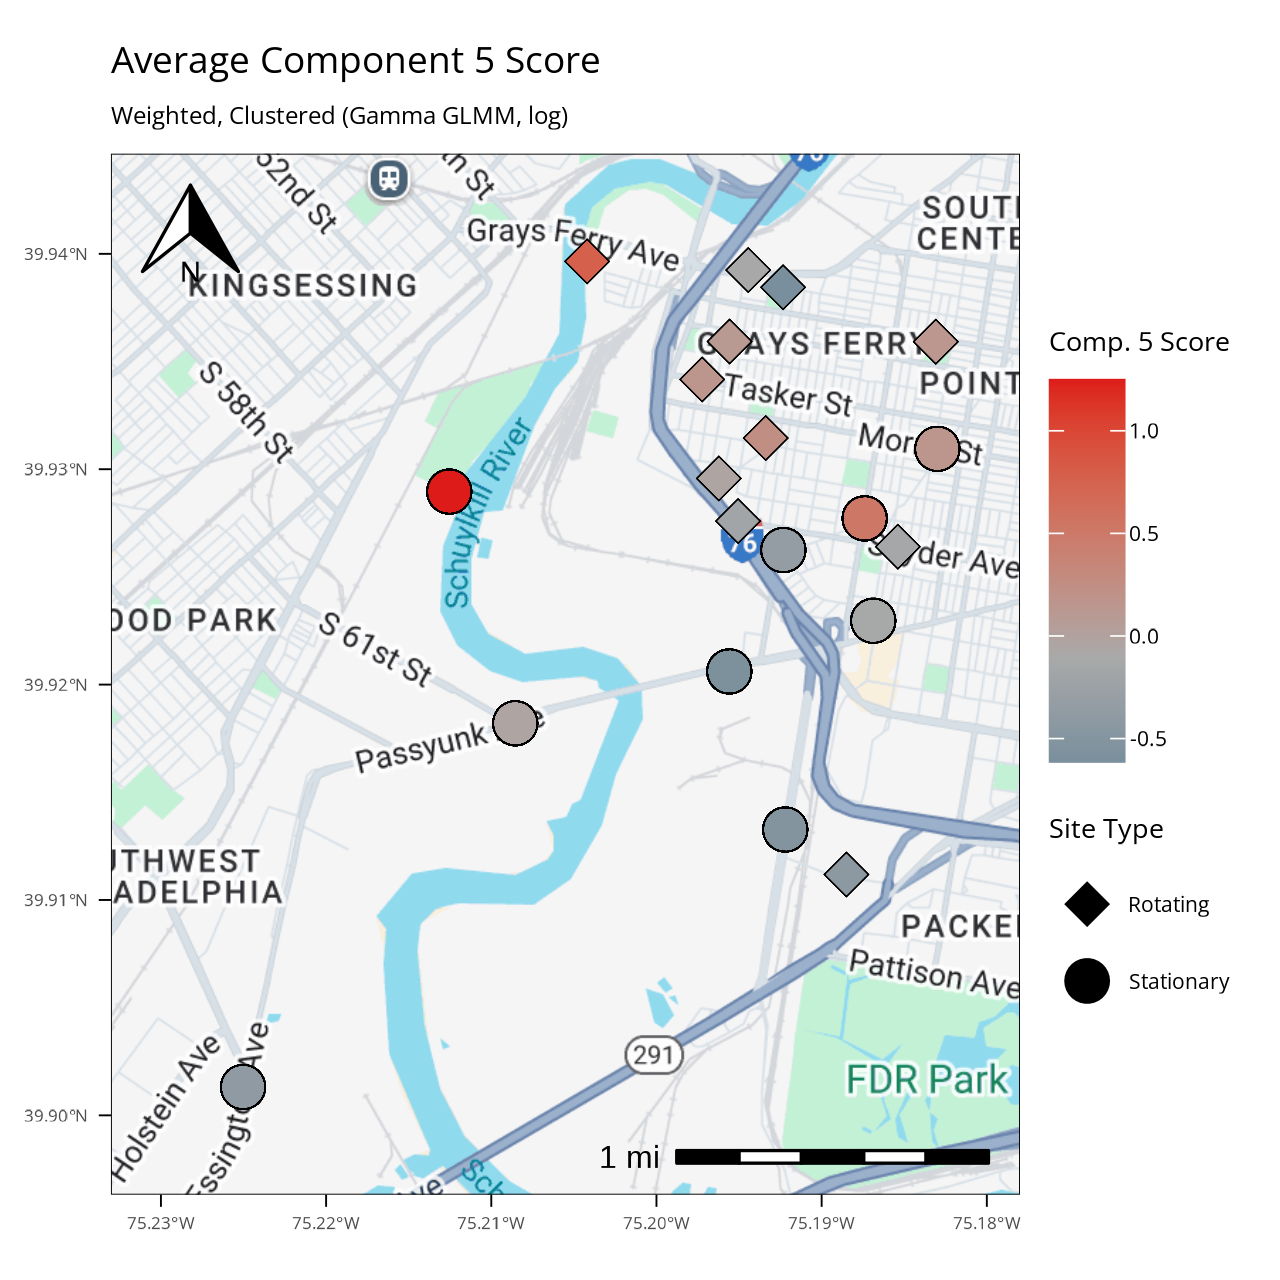 Average Component 5 Score
Weighted, Clustered (Gamma GLMM, log)
52nd St
th St
Grays Ferry Ave
SOUTH
CENTE
N
KINGSESSING
GRAYS FERRY
POINT
S 58th St
Tasker St
Mor St
Schuylkill River
76
der Ave
OOD PARK
S 61st St
Passyunk
UTHWEST
ADELPHIA
PACKE
Pattison Ave
Holstein Ave
Essingto Ave
291
FDR Park
1 mi
Sch
ve
39.94°N
39.93°N
39.92°N
39.91°N
39.90°N
75.23°W
75.22°W
75.21°W
75.20°W
75.19°W
75.18°W
Comp. 5 Score
1.0
0.5
0.0
-0.5
Site Type
Rotating
Stationary